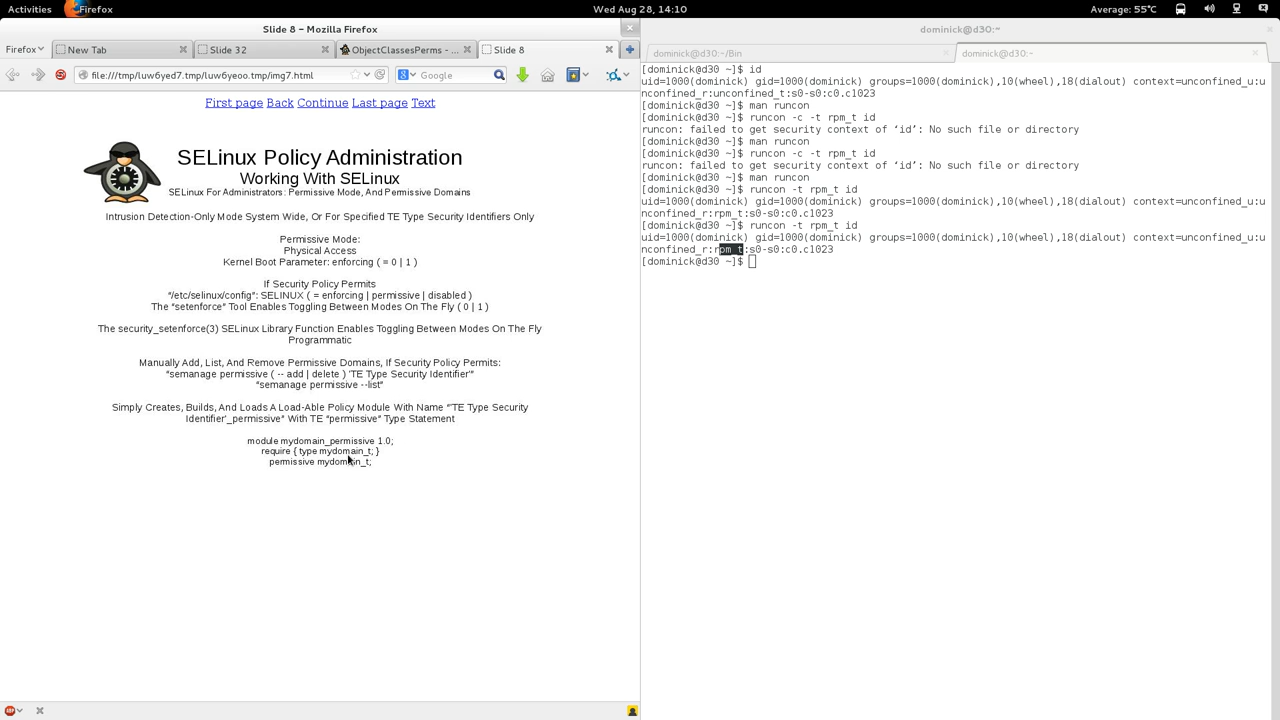 Activities
Firefox
Wed Aug 28, 14:10
Average: 55°C
Slide 8 - Mozilla Firefox
Firefox
New Tab
Slide 32
ObjectClassesPerms - ...
Slide 8
file:///tmp/luw6yed7.tmp/luw6yeoo.tmp/img7.html
Google
First page Back Continue Last page Text
SELinux Policy Administration
Working With SELinux
SELinux For Administrators: Permissive Mode, And Permissive Domains
Intrusion Detection-Only Mode System Wide, Or For Specified TE Type Security Identifiers Only
Permissive Mode:
Physical Access
Kernel Boot Parameter: enforcing ( = 0 | 1 )
If Security Policy Permits
"/etc/selinux/config": SELINUX ( = enforcing | permissive | disabled )
The "setenforce" Tool Enables Toggling Between Modes On The Fly ( 0 | 1 )
The security_setenforce(3) SELinux Library Function Enables Toggling Between Modes On The Fly
Programmatic
Manually Add, List, And Remove Permissive Domains, If Security Policy Permits:
"semanage permissive ( -- add | delete ) 'TE Type Security Identifier'"
"semanage permissive --list"
Simply Creates, Builds, And Loads A Load-Able Policy Module With Name "'TE Type Security
Identifier'_permissive" With TE "permissive" Type Statement
module mydomain_permissive 1.0;
require { type mydomain_t; }
permissive mydomain_t;
ABP
dominick@d30:~
dominick@d30:~/Bin
dominick@d30:~
[dominick@d30 ~]$ id
uid=1000(dominick) gid=1000(dominick) groups=1000(dominick),10(wheel),18(dialout) context=unconfined_u:u
nconfined_r:unconfined_t:s0-s0:c0.c1023
[dominick@d30 ~]$ man runcon
[dominick@d30 ~]$ runcon -c -t rpm_t id
runcon: failed to get security context of ‘id’: No such file or directory
[dominick@d30 ~]$ man runcon
[dominick@d30 ~]$ runcon -c -t rpm_t id
runcon: failed to get security context of ‘id’: No such file or directory
[dominick@d30 ~]$ man runcon
[dominick@d30 ~]$ runcon -t rpm_t id
uid=1000(dominick) gid=1000(dominick) groups=1000(dominick),10(wheel),18(dialout) context=unconfined_u:u
nconfined_r:rpm_t:s0-s0:c0.c1023
[dominick@d30 ~]$ runcon -t rpm_t id
uid=1000(dominick) gid=1000(dominick) groups=1000(dominick),10(wheel),18(dialout) context=unconfined_u:u
nconfined_r:rpm_t:s0-s0:c0.c1023
[dominick@d30 ~]$